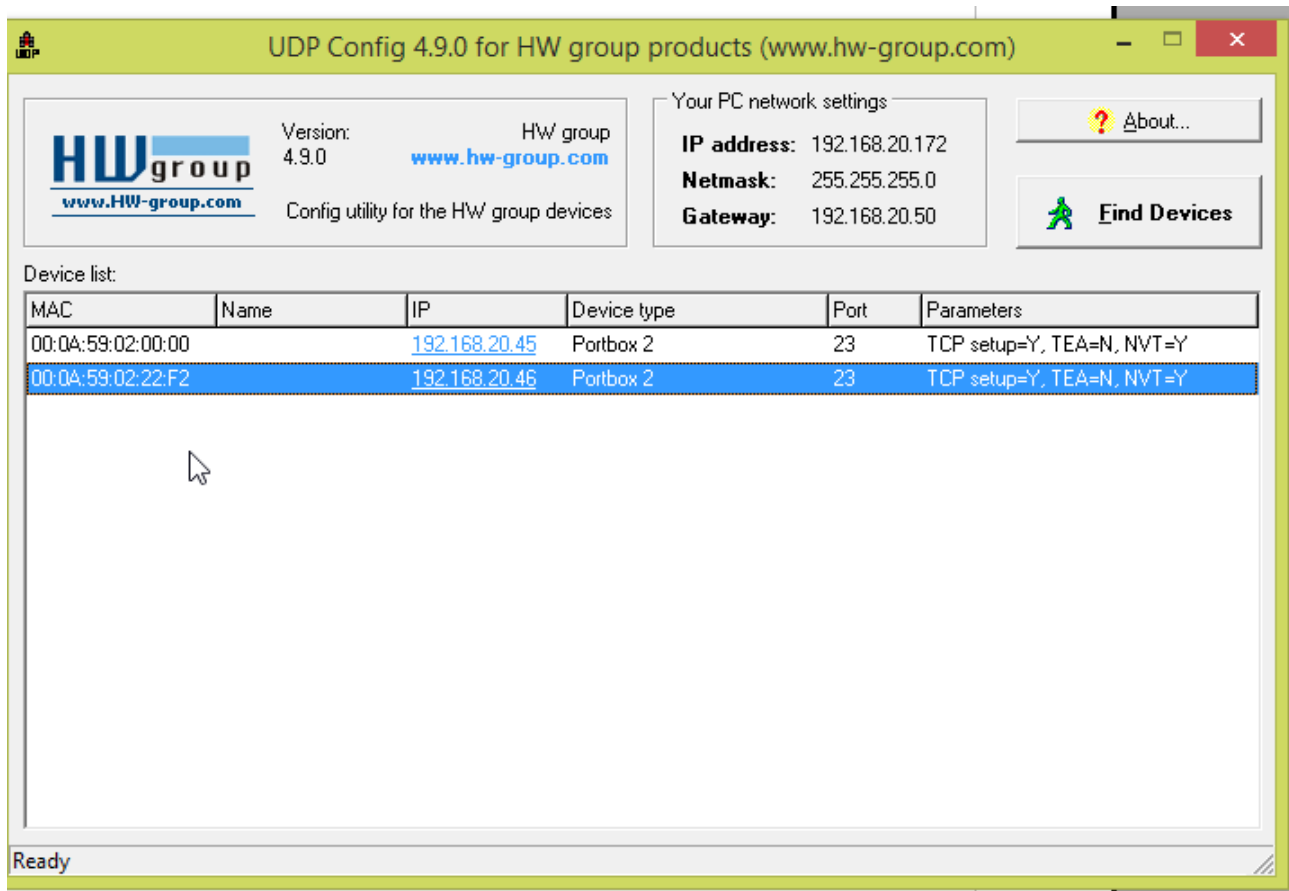 UDP
UDP Config 4.9.0 for HW group products (www.hw-group.com)
HWgroup
www.HW-group.com
Version: HW group
4.9.0 www.hw-group.com
Config utility for the HW group devices
Your PC network settings
IP address: 192.168.20.172
Netmask: 255.255.255.0
Gateway: 192.168.20.50
? About...
Find Devices
Device list:
MAC Name IP Device type Port Parameters
00:0A:59:02:00:00 192.168.20.45 Portbox 2 23 TCP setup=Y, TEA=N, NVT=Y
00:0A:59:02:22:F2 192.168.20.46 Portbox 2 23 TCP setup=Y, TEA=N, NVT=Y
Ready